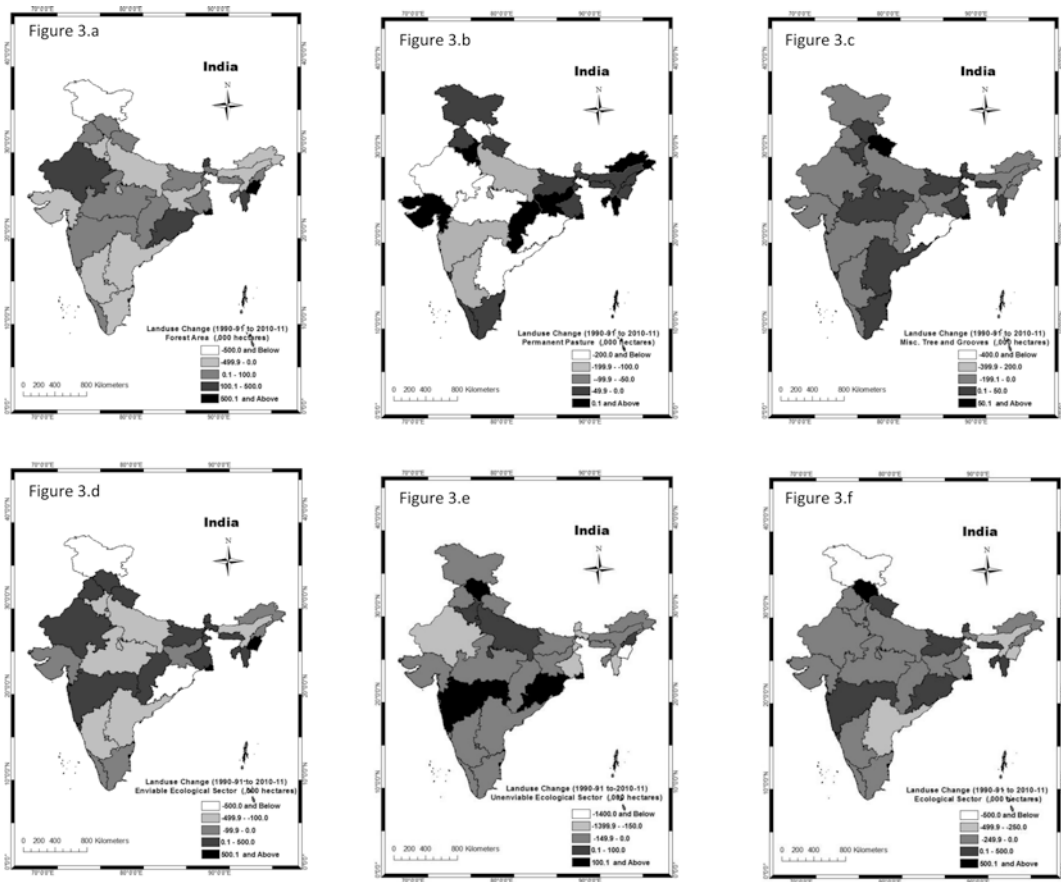 Figure 3.a
India
N
Landuse Change (1990-91 to 2010-11)
Forest Area (,000 hectares)
-500.0 and Below
-499.9 - 0.0
0.1 - 100.0
100.1 - 500.0
500.1 and Above
0 200 400 800 Kilometers
Figure 3.b
India
N
Landuse Change (1990-91 to 2010-11)
Permanent Pasture (,000 hectares)
-200.0 and Below
-199.9 - -100.0
-99.9 - -50.0
-49.9 - 0.0
0.1 and Above
0 200 400 800 Kilometers
Figure 3.c
India
N
Landuse Change (1990-91 to 2010-11)
Misc. Tree and Grooves (,000 hectares)
-400.0 and Below
-399.9 - 200.0
-199.1 - 0.0
0.1 - 50.0
50.1 and Above
0 200 400 800 Kilometers
Figure 3.d
India
N
Landuse Change (1990-91 to 2010-11)
Enviable Ecological Sector (,000 hectares)
-500.0 and Below
-499.9 - -100.0
-99.9 - 0.0
0.1 - 500.0
500.1 and Above
0 200 400 800 Kilometers
Figure 3.e
India
N
Landuse Change (1990-91 to-2010-11)
Unenviable Ecological Sector (,000 hectares)
-1400.0 and Below
-1399.9 - -150.0
-149.9 - 0.0
0.1 - 100.0
100.1 and Above
0 200 400 800 Kilometers
Figure 3.f
India
N
Landuse Change (1990-91 to 2010-11)
Ecological Sector (,000 hectares)
-500.0 and Below
-499.9 - -250.0
-249.9 - 0.0
0.1 - 500.0
500.1 and Above
0 200 400 800 Kilometers